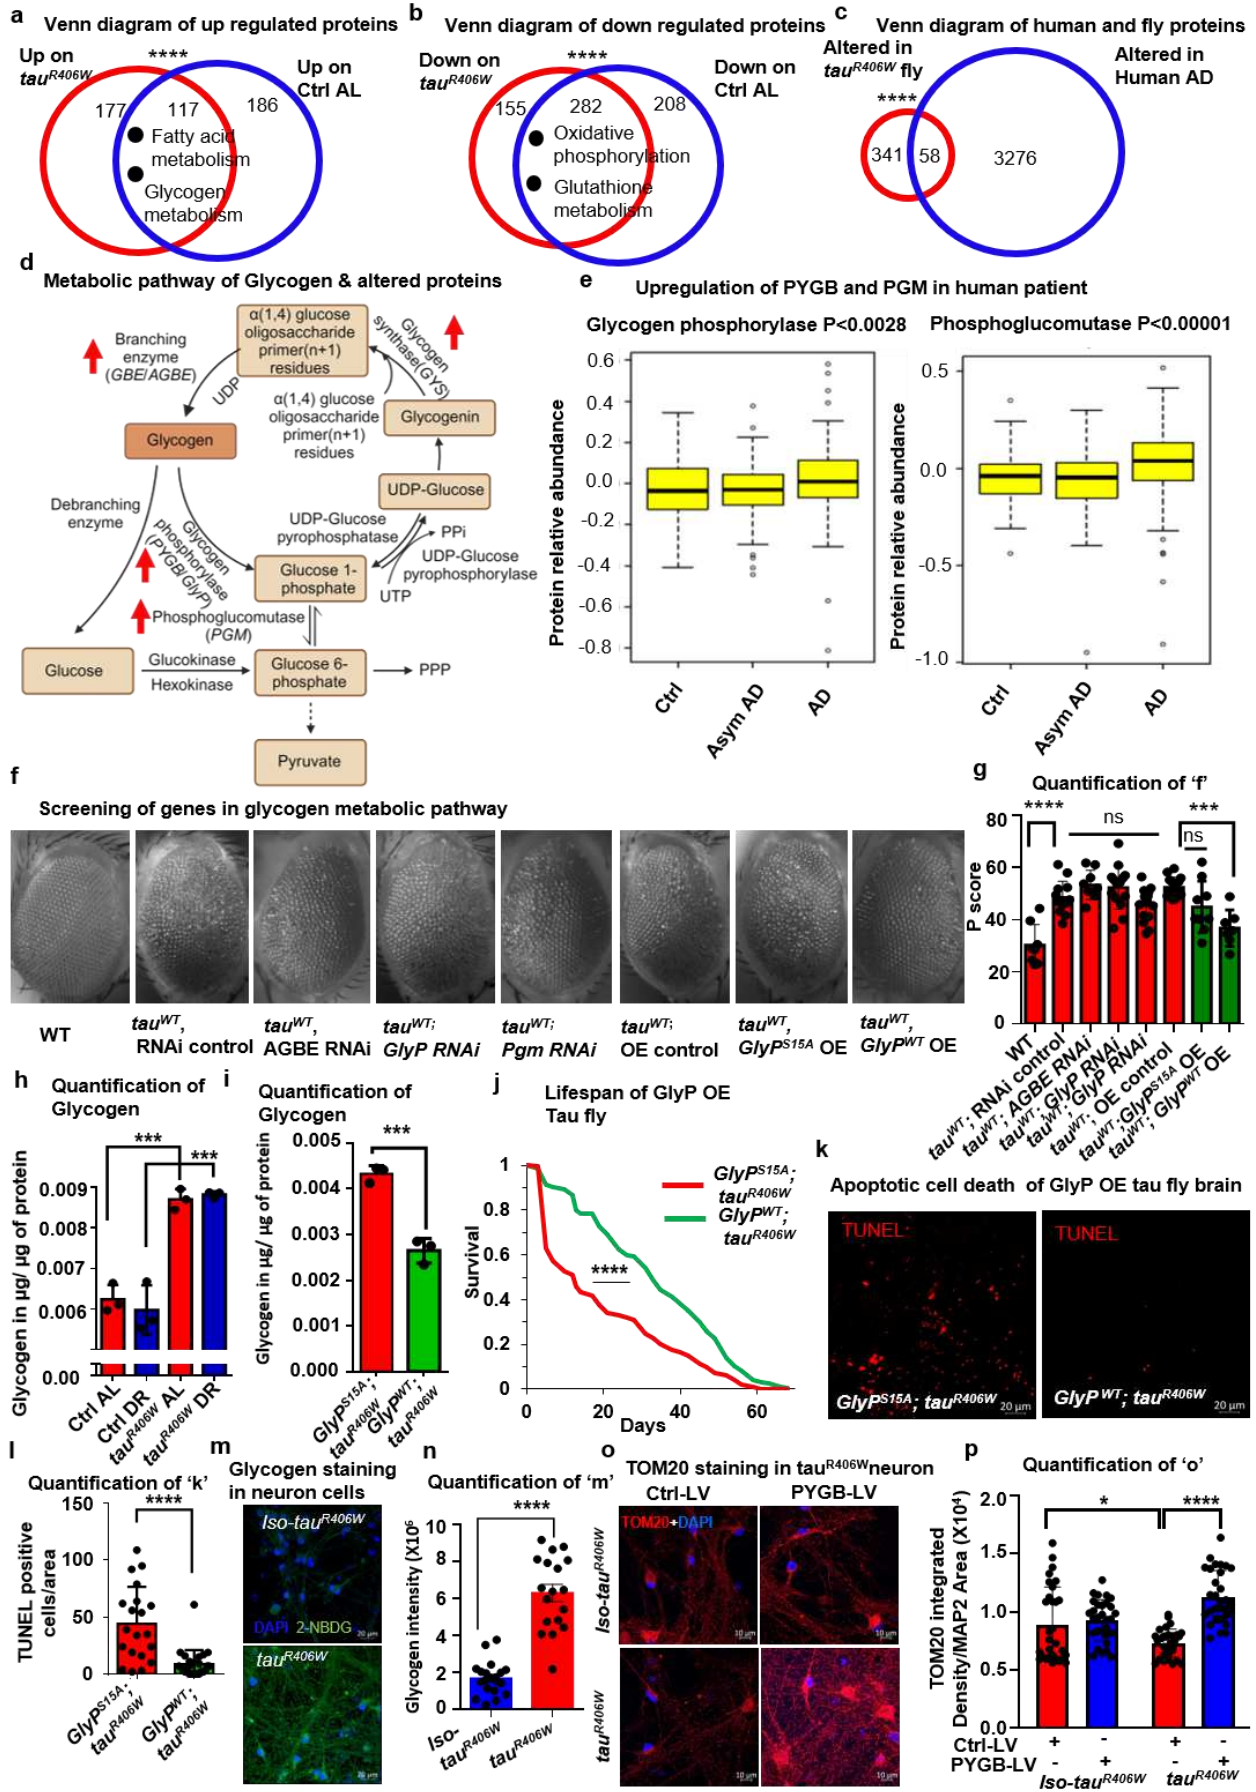 a
Venn diagram of up regulated proteins
Up on
tauR406W
****
Up on
Ctrl AL
177
117
186
Fatty acid
metabolism
Glycogen
metabolism
b
Venn diagram of down regulated proteins
Down on
tauR406W
****
Down on
Ctrl AL
155
282
208
Oxidative
phosphorylation
Glutathione
metabolism
c
Venn diagram of human and fly proteins
Altered in
tauR406W fly
****
Altered in
Human AD
341
58
3276
d
Metabolic pathway of Glycogen & altered proteins
Branching
enzyme
(GBE/AGBE)
UDP
α(1,4) glucose
oligosaccharide
primer(n+1)
residues
Glycogen
synthase(GYS)
α(1,4) glucose
oligosaccharide
primer(n+1)
residues
Glycogenin
Glycogen
UDP-Glucose
Debranching
enzyme
Glycogen
phosphorylase
(PYGB/GlyP)
UDP-Glucose
pyrophosphatase
PPi
UDP-Glucose
pyrophosphorylase
UTP
Glucose 1-
phosphate
Phosphoglucomutase
(PGM)
Glucose
Glucokinase
Hexokinase
Glucose 6-
phosphate
PPP
Pyruvate
e
Upregulation of PYGB and PGM in human patient
Glycogen phosphorylase P<0.0028
Protein relative abundance
0.6
0.4
0.2
0.0
-0.2
-0.4
-0.6
-0.8
Ctrl
Asym AD
AD
Phosphoglucomutase P<0.00001
Protein relative abundance
0.5
0.0
-0.5
-1.0
Ctrl
Asym AD
AD
f
Screening of genes in glycogen metabolic pathway
WT
tauWT,
RNAi control
tauWT,
AGBE RNAi
tauWT;
GlyP RNAi
tauWT;
Pgm RNAi
tauWT;
OE control
tauWT,
GlyPS15A OE
tauWT,
GlyPWT OE
g
Quantification of ‘f’
****
ns
***
ns
P score
80
60
40
20
0
WT
tauWT; RNAi control
tauWT; AGBE RNAi
tauWT; GlyP RNAi
tauWT; GlyP RNAi
tauWT; OE control
tauWT;GlyPS15A OE
tauWT; GlyPWT OE
h
Quantification of
Glycogen
***
***
Glycogen in µg/ µg of protein
0.009
0.008
0.007
0.006
0.00
Ctrl AL
Ctrl DR
tauR406W AL
tauR406W DR
i
Quantification of
Glycogen
***
Glycogen in µg/ µg of protein
0.005
0.004
0.003
0.002
0.001
0.000
GlyPS15A;
tauR406W
GlyPWT;
tauR406W
j
Lifespan of GlyP OE
Tau fly
GlyPS15A;
tauR406W
GlyPWT;
tauR406W
****
Survival
1
0.8
0.6
0.4
0.2
0
0
20
40
60
Days
k
Apoptotic cell death of GlyP OE tau fly brain
TUNEL
GlyPS15A; tauR406W
20 µm
TUNEL
GlyPWT; tauR406W
20 µm
l
Quantification of ‘k’
****
TUNEL positive
cells/area
150
100
50
0
GlyPS15A;
tauR406W
GlyPWT;
tauR406W
m
Glycogen staining
in neuron cells
Iso-tauR406W
DAPI 2-NBDG
20 µm
tauR406W
20 µm
n
Quantification of ‘m’
****
Glycogen intensity (X10⁶
10
8
6
4
2
0
Iso-
tauR406W
tauR406W
o
TOM20 staining in tauR406W neuron
Ctrl-LV
PYGB-LV
TOM20+DAPI
Iso-tauR406W
10 µm
10 µm
tauR406W
10 µm
10 µm
p
Quantification of ‘o’
*
****
TOM20 integrated
Density/MAP2 Area (X10⁴)
2.0
1.5
1.0
0.5
0.0
Ctrl-LV + - + -
PYGB-LV - + - +
Iso-tauR406W
tauR406W